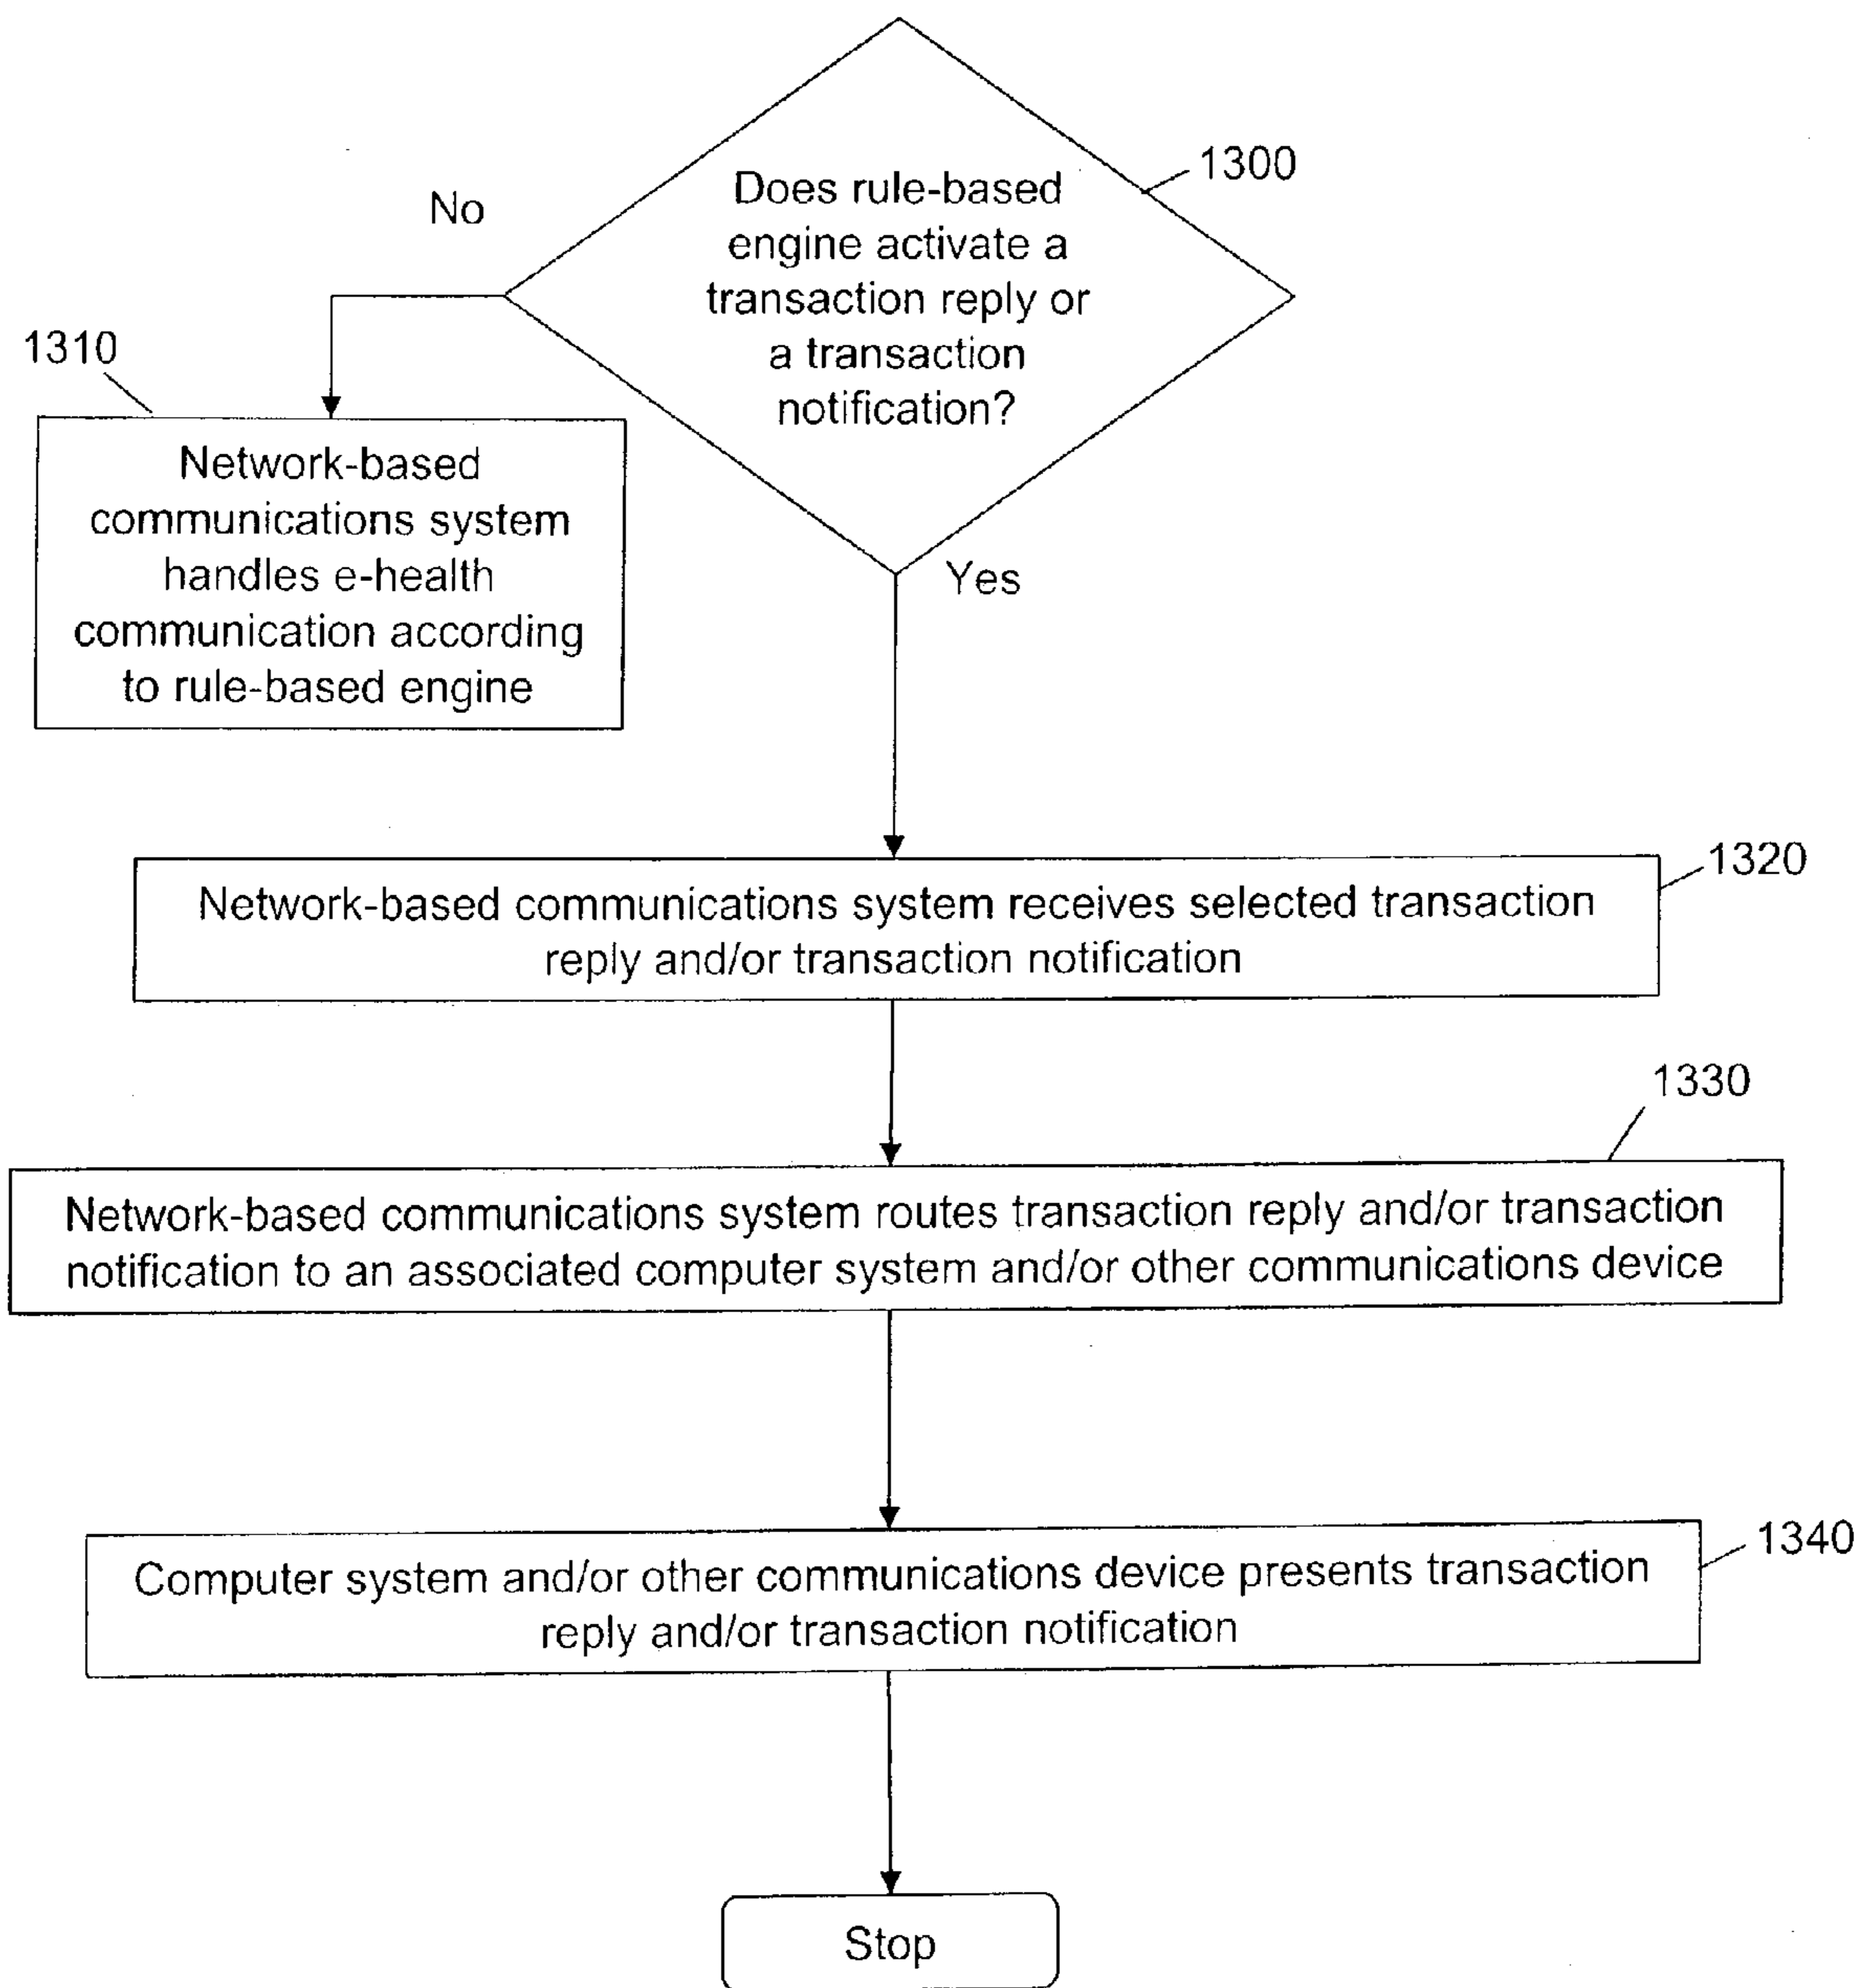 1300
Does rule-based
engine activate a
transaction reply or
a transaction
notification?
No
1310
Network-based
communications system
handles e-health
communication according
to rule-based engine
Yes
1320
Network-based communications system receives selected transaction
reply and/or transaction notification
1330
Network-based communications system routes transaction reply and/or transaction
notification to an associated computer system and/or other communications device
1340
Computer system and/or other communications device presents transaction
reply and/or transaction notification
Stop